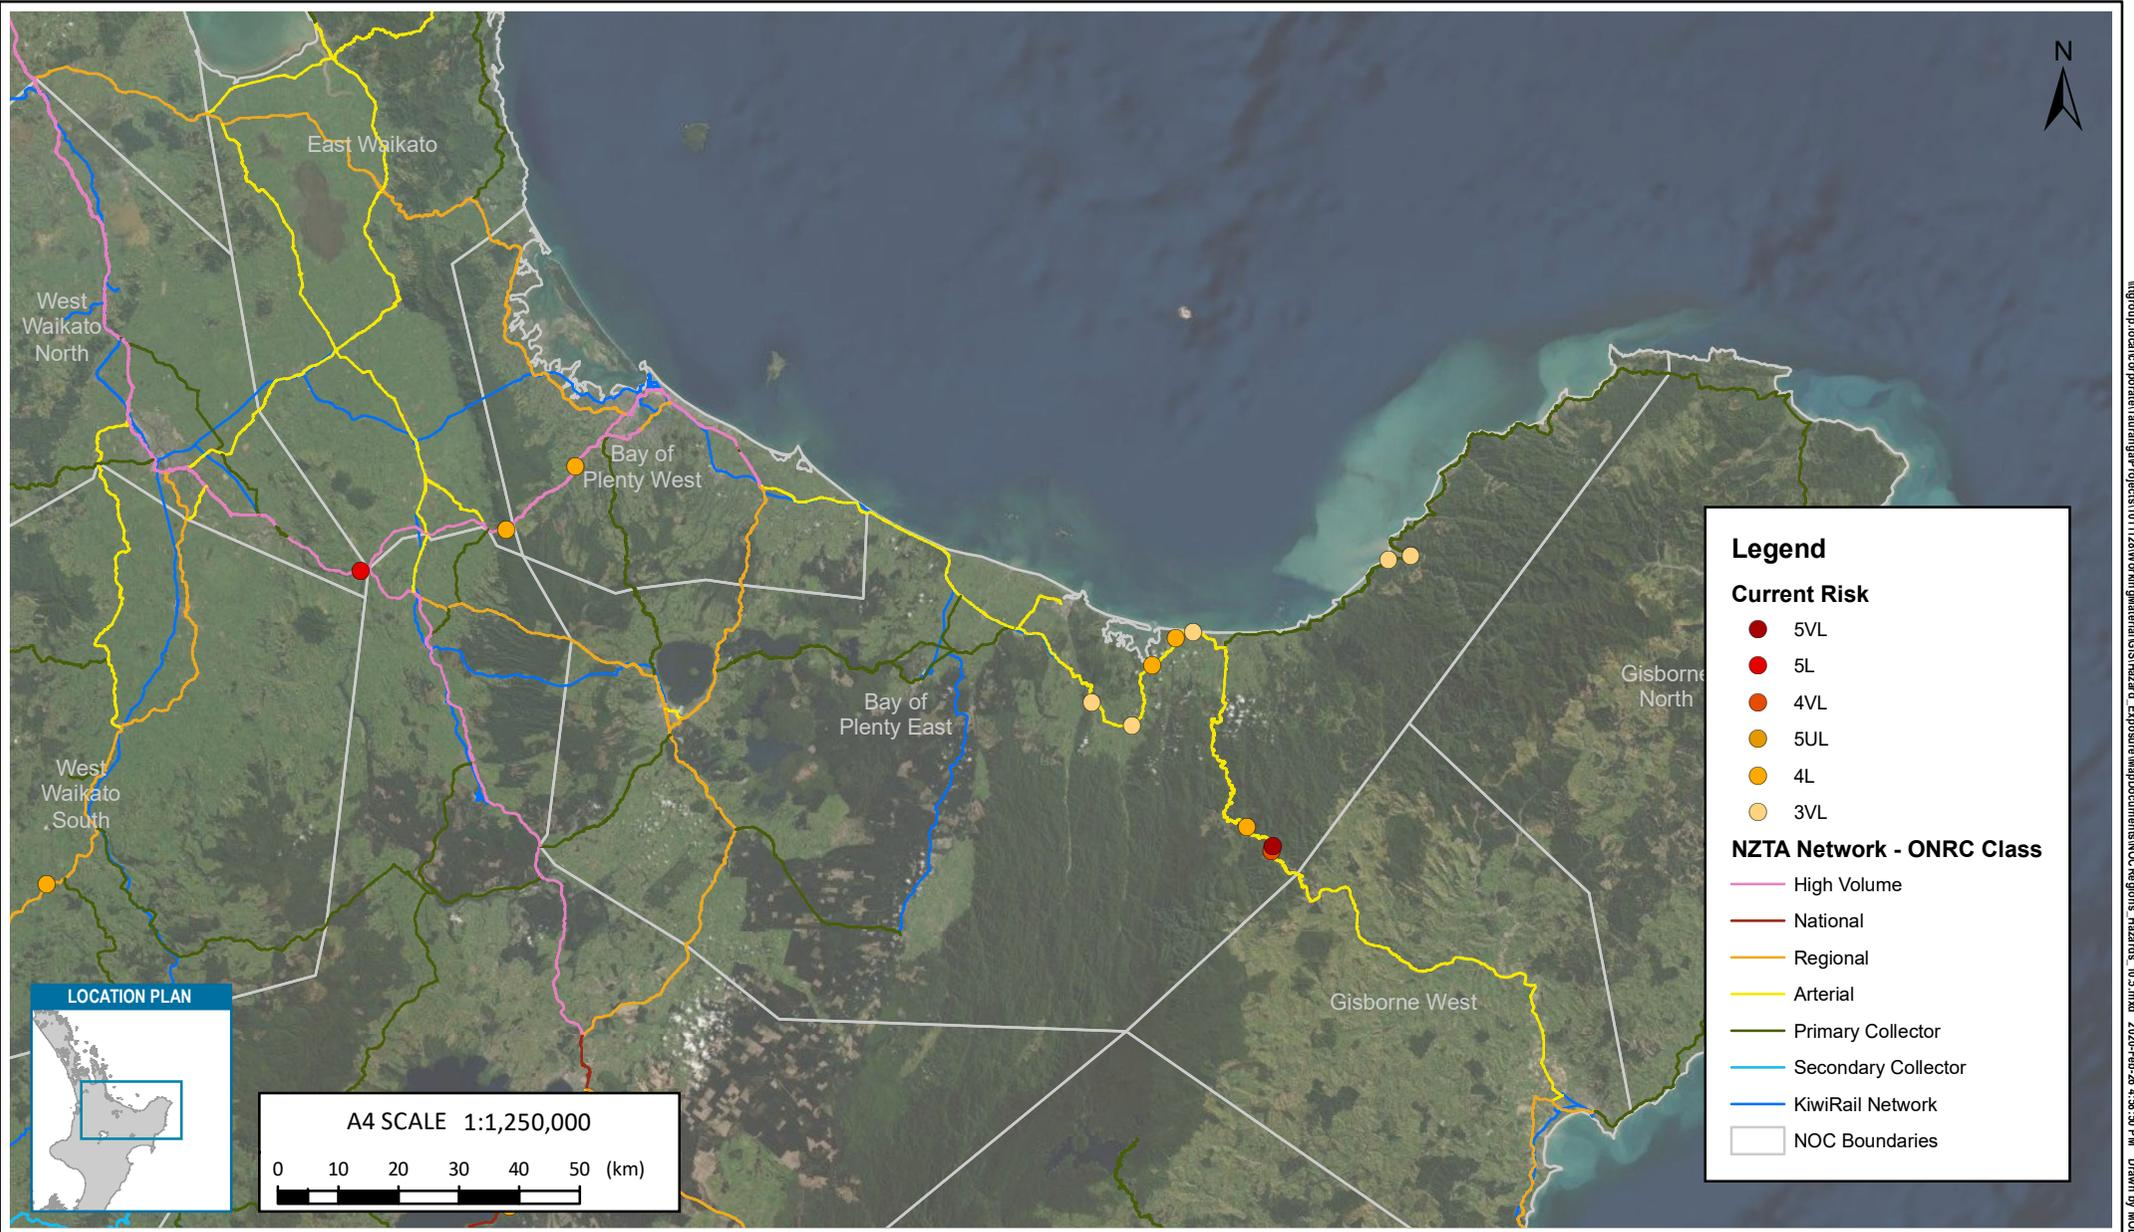 N
East Waikato
West
Waikato
North
Bay of
Plenty West
Bay of
Plenty East
West
Waikato
South
Gisborne
North
Gisborne West
Legend
Current Risk
5VL
5L
4VL
5UL
4L
3VL
NZTA Network - ONRC Class
High Volume
National
Regional
Arterial
Primary Collector
Secondary Collector
KiwiRail Network
NOC Boundaries
LOCATION PLAN
A4 SCALE 1:1,250,000
0 10 20 30 40 50 (km)